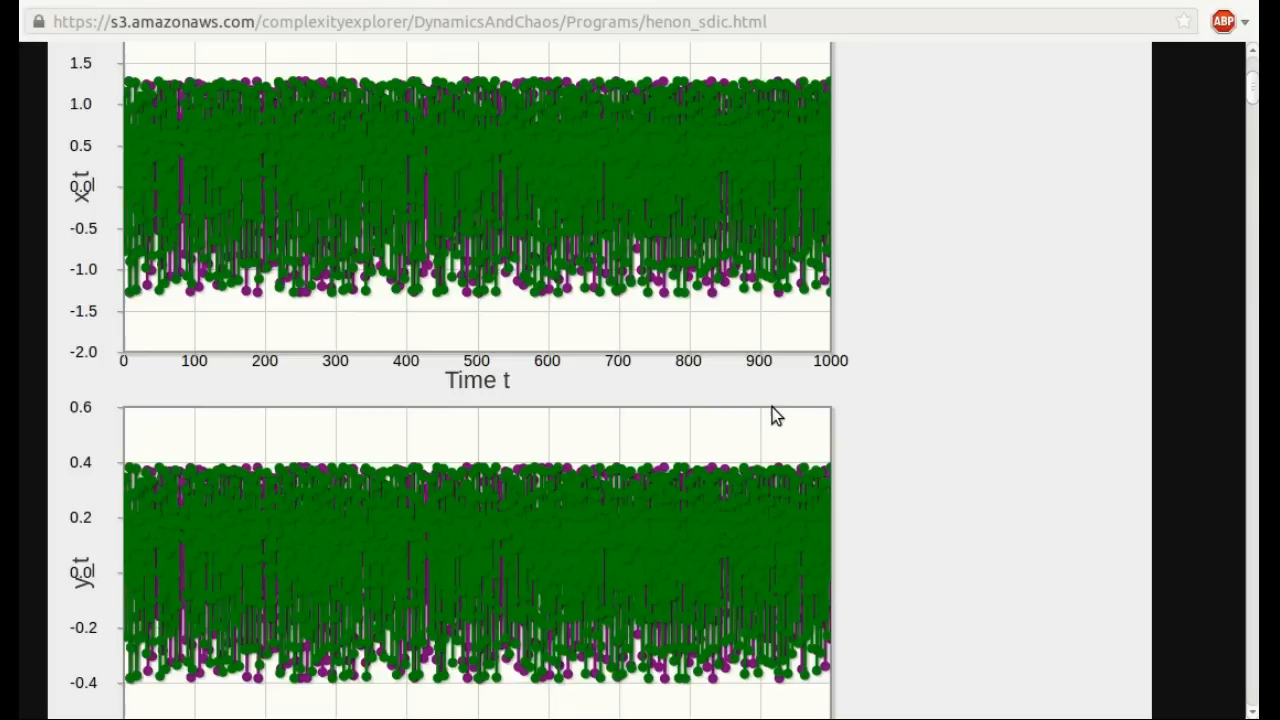 https://s3.amazonaws.com/complexityexplorer/DynamicsAndChaos/Programs/henon_sdic.html
ABP
1.5
1.0
0.5
0.0
-0.5
-1.0
-1.5
-2.0
x_t
0 100 200 300 400 500 600 700 800 900 1000
Time t
0.6
0.4
0.2
0.0
-0.2
-0.4
y_t